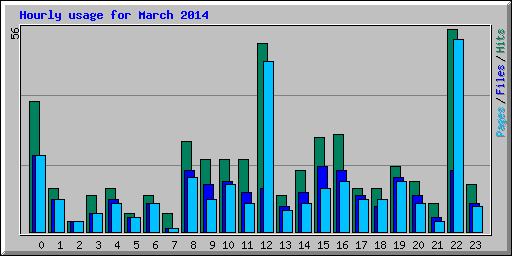 Hourly usage for March 2014
56
Pages / Files / Hits
0 1 2 3 4 5 6 7 8 9 10 11 12 13 14 15 16 17 18 19 20 21 22 23